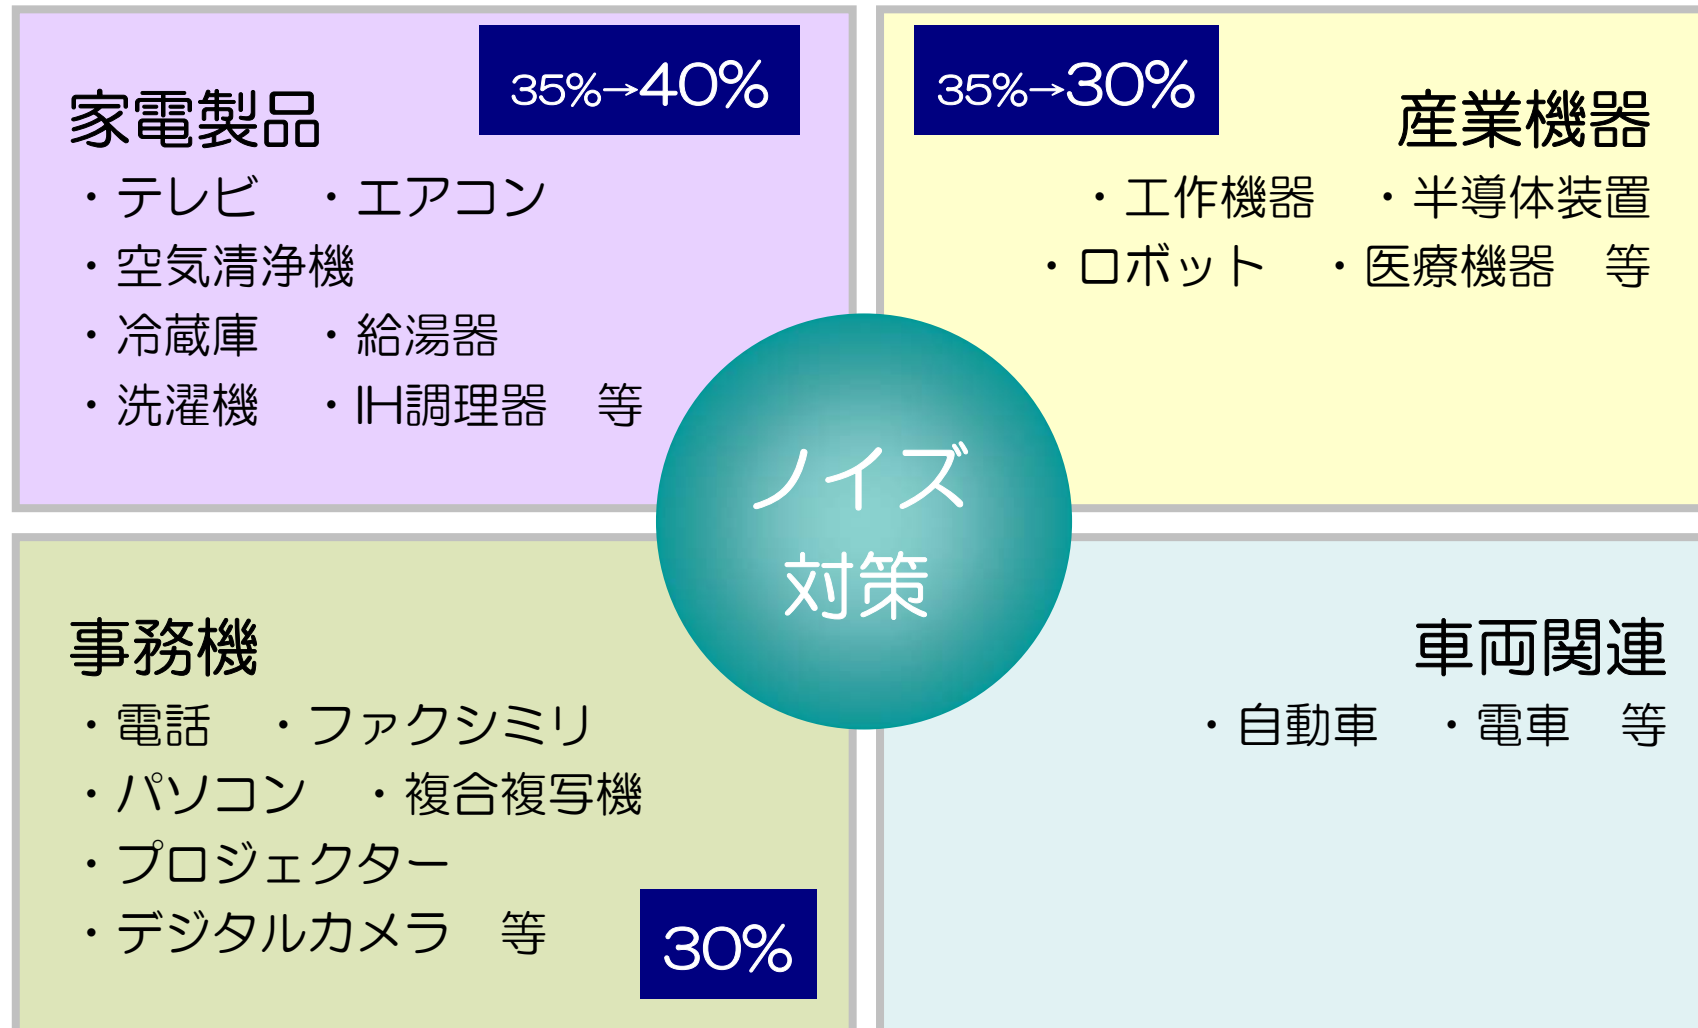 家電製品
35%→40%
・テレビ　・エアコン
・空気清浄機
・冷蔵庫　・給湯器
・洗濯機　・IH調理器　等
35%→30%
産業機器
・工作機器　・半導体装置
・ロボット　・医療機器　等
ノイズ
対策
事務機
・電話　・ファクシミリ
・パソコン　・複合複写機
・プロジェクター
・デジタルカメラ　等
30%
車両関連
・自動車　・電車　等